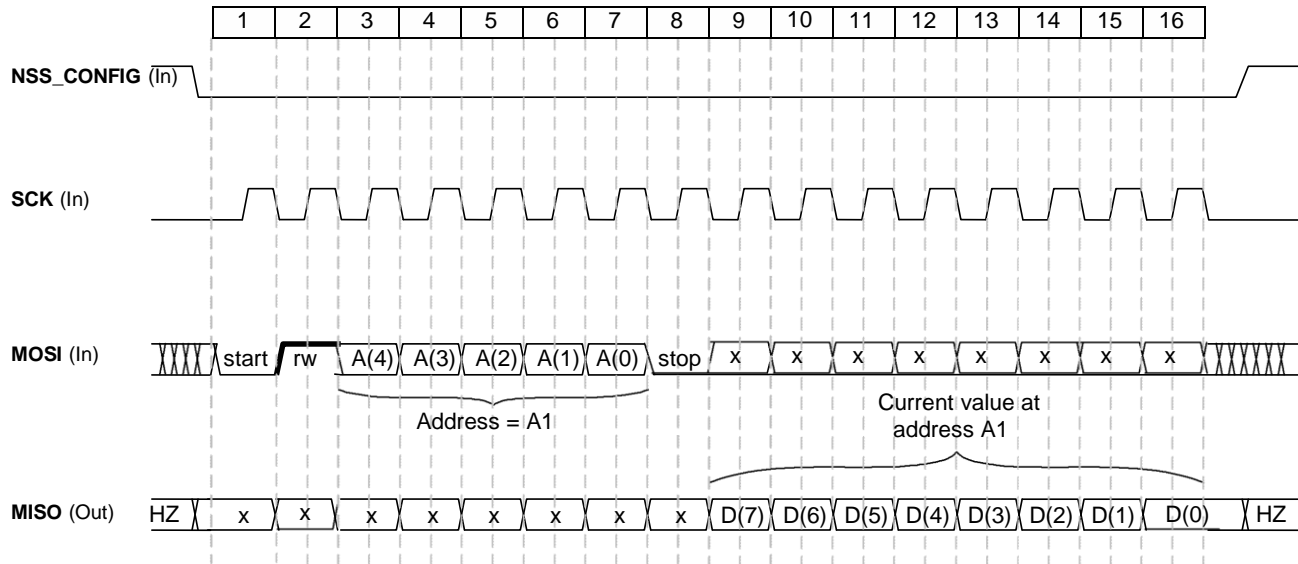 1 2 3 4 5 6 7 8 9 10 11 12 13 14 15 16
NSS_CONFIG (In)
SCK (In)
MOSI (In) start rw A(4) A(3) A(2) A(1) A(0) stop x x x x x x x x
Address = A1
Current value at
address A1
MISO (Out) HZ x x x x x x x x D(7) D(6) D(5) D(4) D(3) D(2) D(1) D(0) HZ